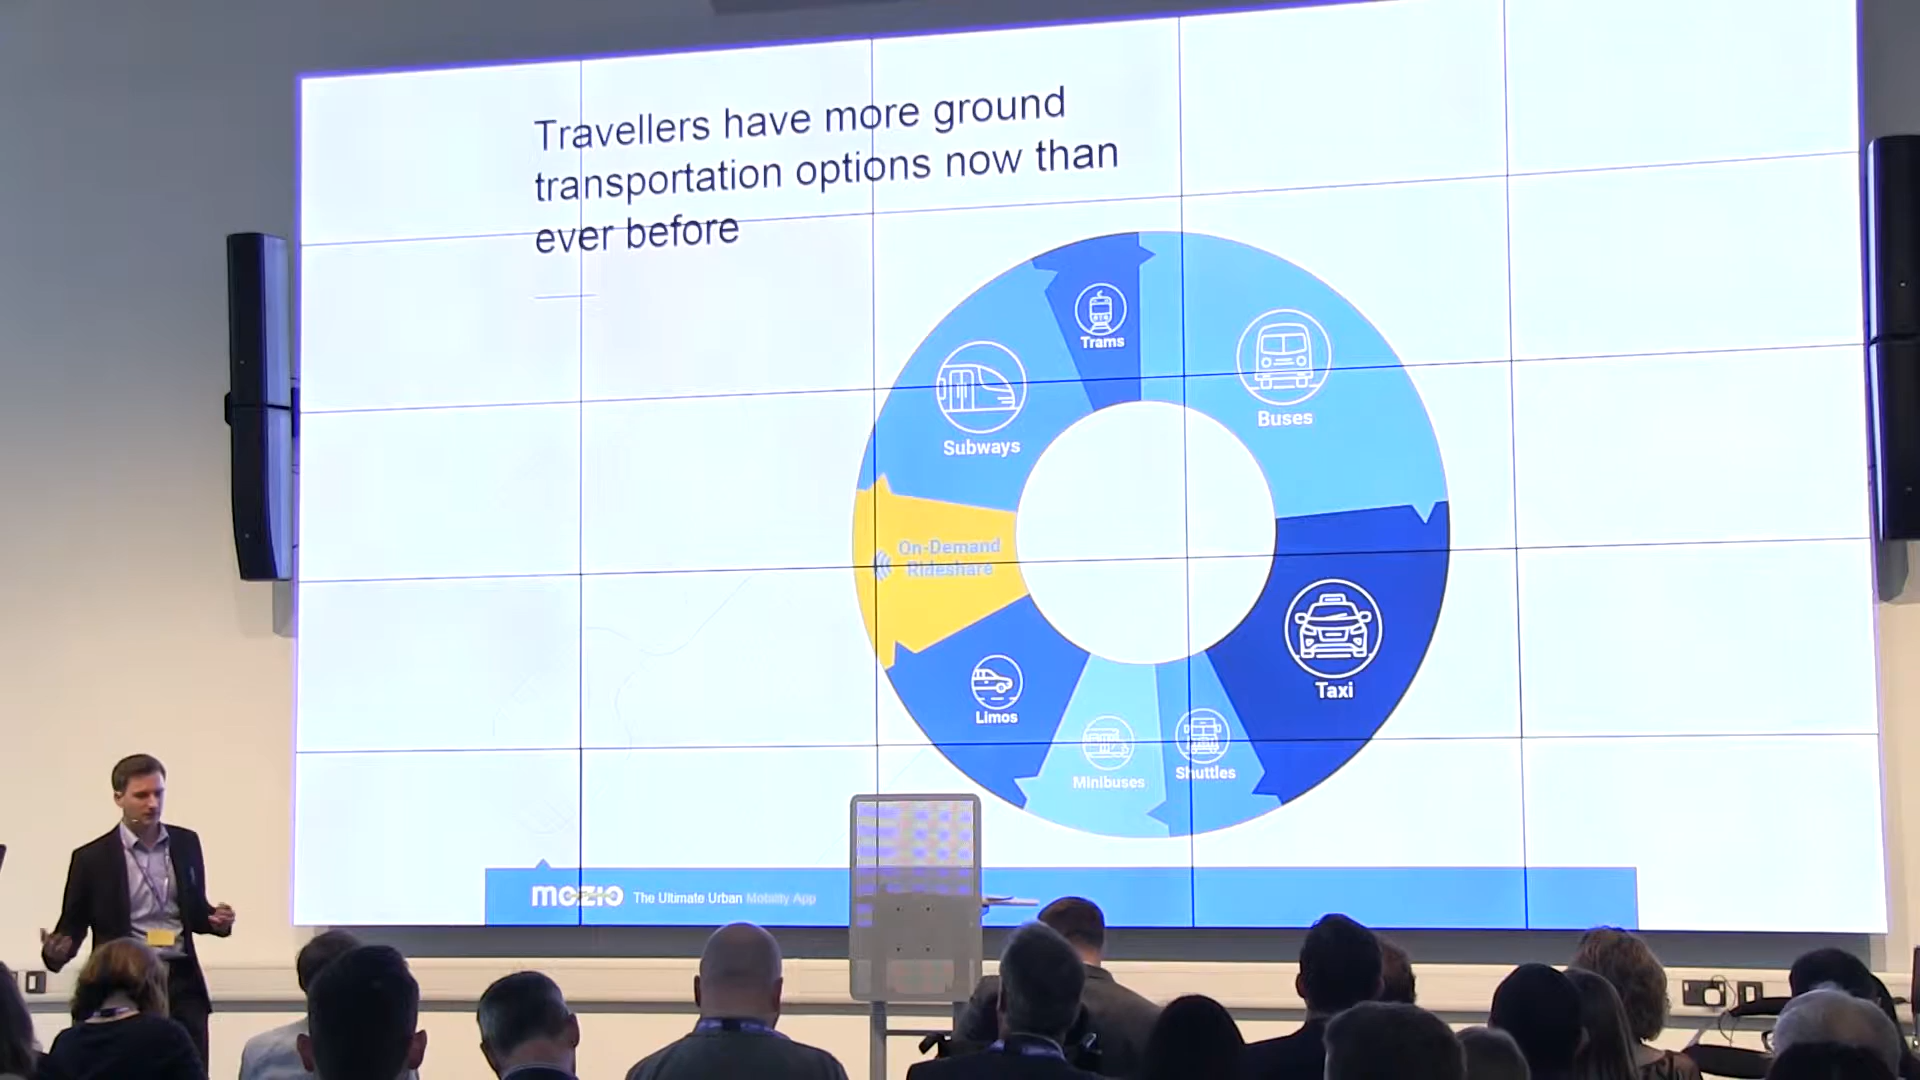 Travellers have more ground
transportation options now than
ever before
Trams
Buses
Subways
On-Demand
Rideshare
Taxi
Limos
Minibuses
Shuttles
mozio The Ultimate Urban Mobility App